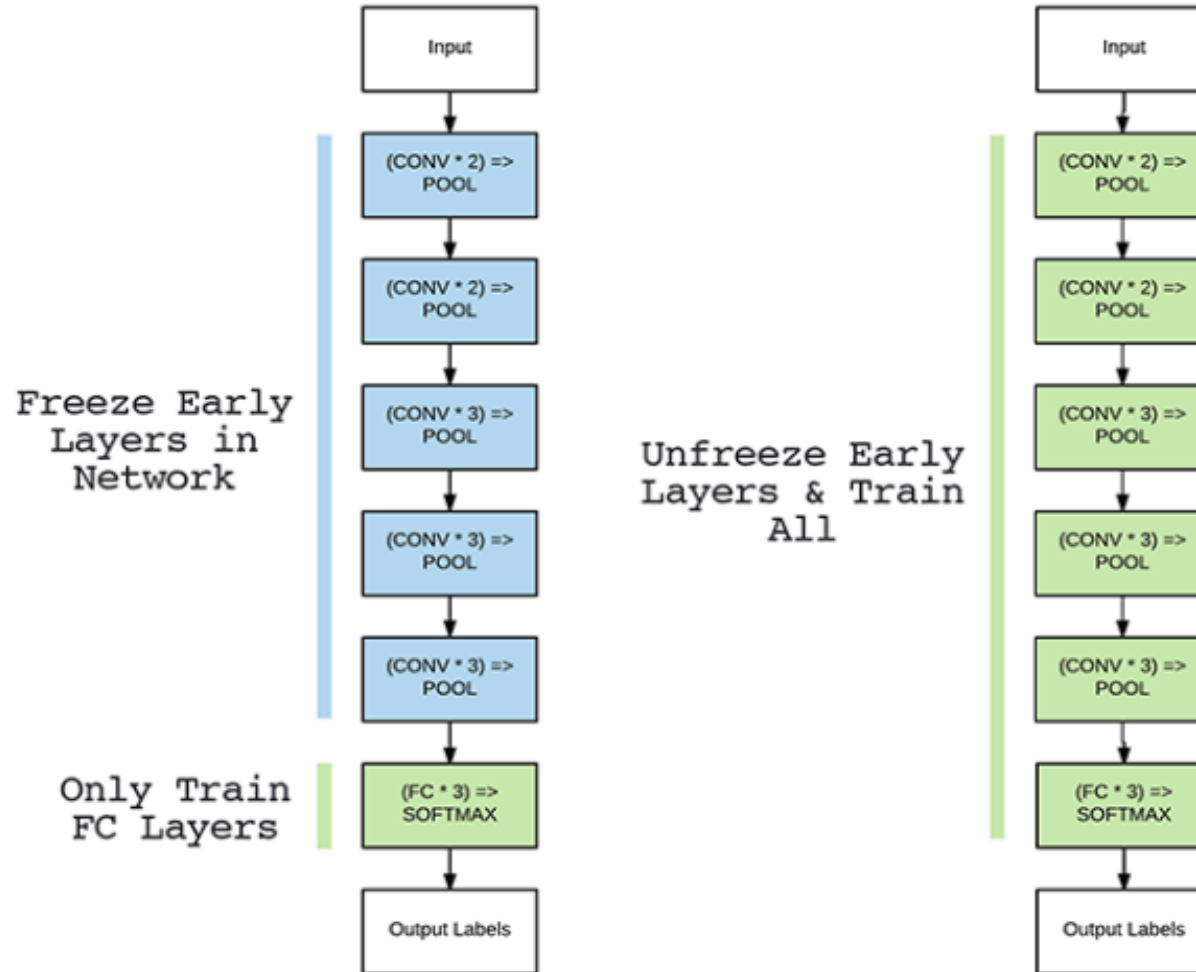 Input
(CONV * 2) =>
POOL
(CONV * 2) =>
POOL
(CONV * 3) =>
POOL
(CONV * 3) =>
POOL
(CONV * 3) =>
POOL
(FC * 3) =>
SOFTMAX
Output Labels
Freeze Early
Layers in
Network
Only Train
FC Layers
Input
(CONV * 2) =>
POOL
(CONV * 2) =>
POOL
(CONV * 3) =>
POOL
(CONV * 3) =>
POOL
(CONV * 3) =>
POOL
(FC * 3) =>
SOFTMAX
Output Labels
Unfreeze Early
Layers & Train
All